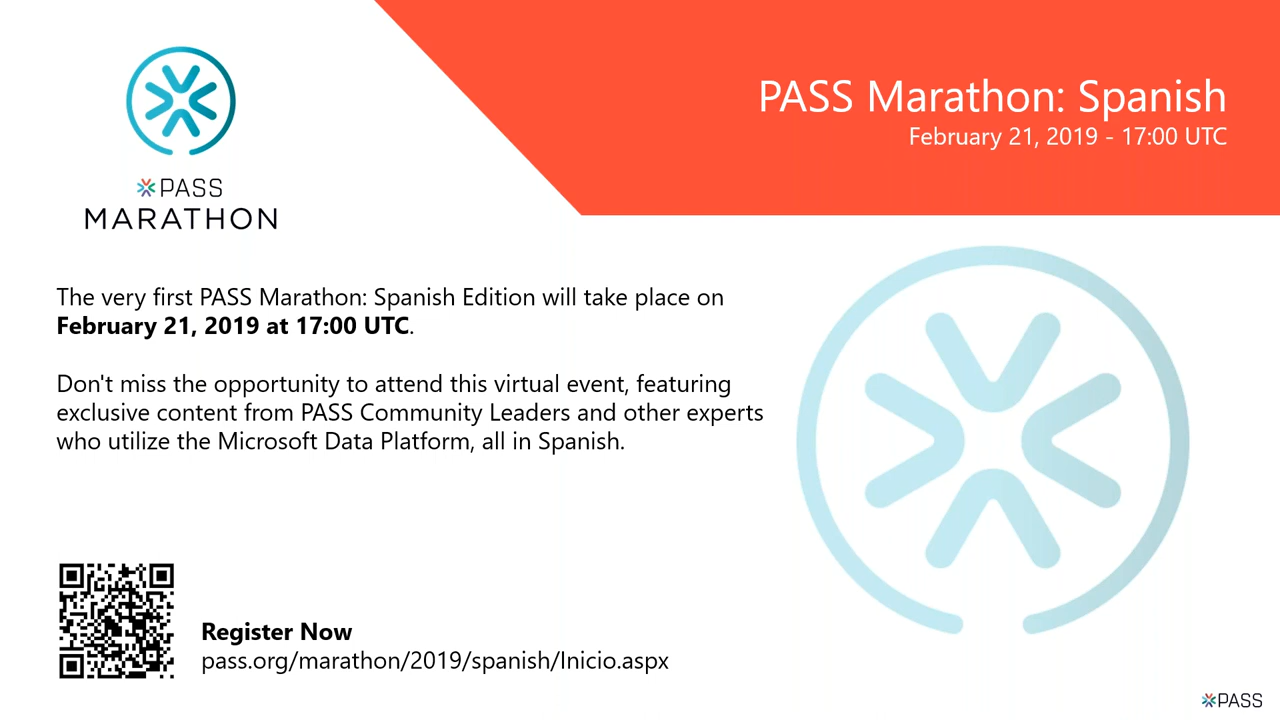 PASS Marathon: Spanish
February 21, 2019 - 17:00 UTC
PASS
MARATHON
The very first PASS Marathon: Spanish Edition will take place on
February 21, 2019 at 17:00 UTC.
Don't miss the opportunity to attend this virtual event, featuring
exclusive content from PASS Community Leaders and other experts
who utilize the Microsoft Data Platform, all in Spanish.
Register Now
pass.org/marathon/2019/spanish/Inicio.aspx
PASS